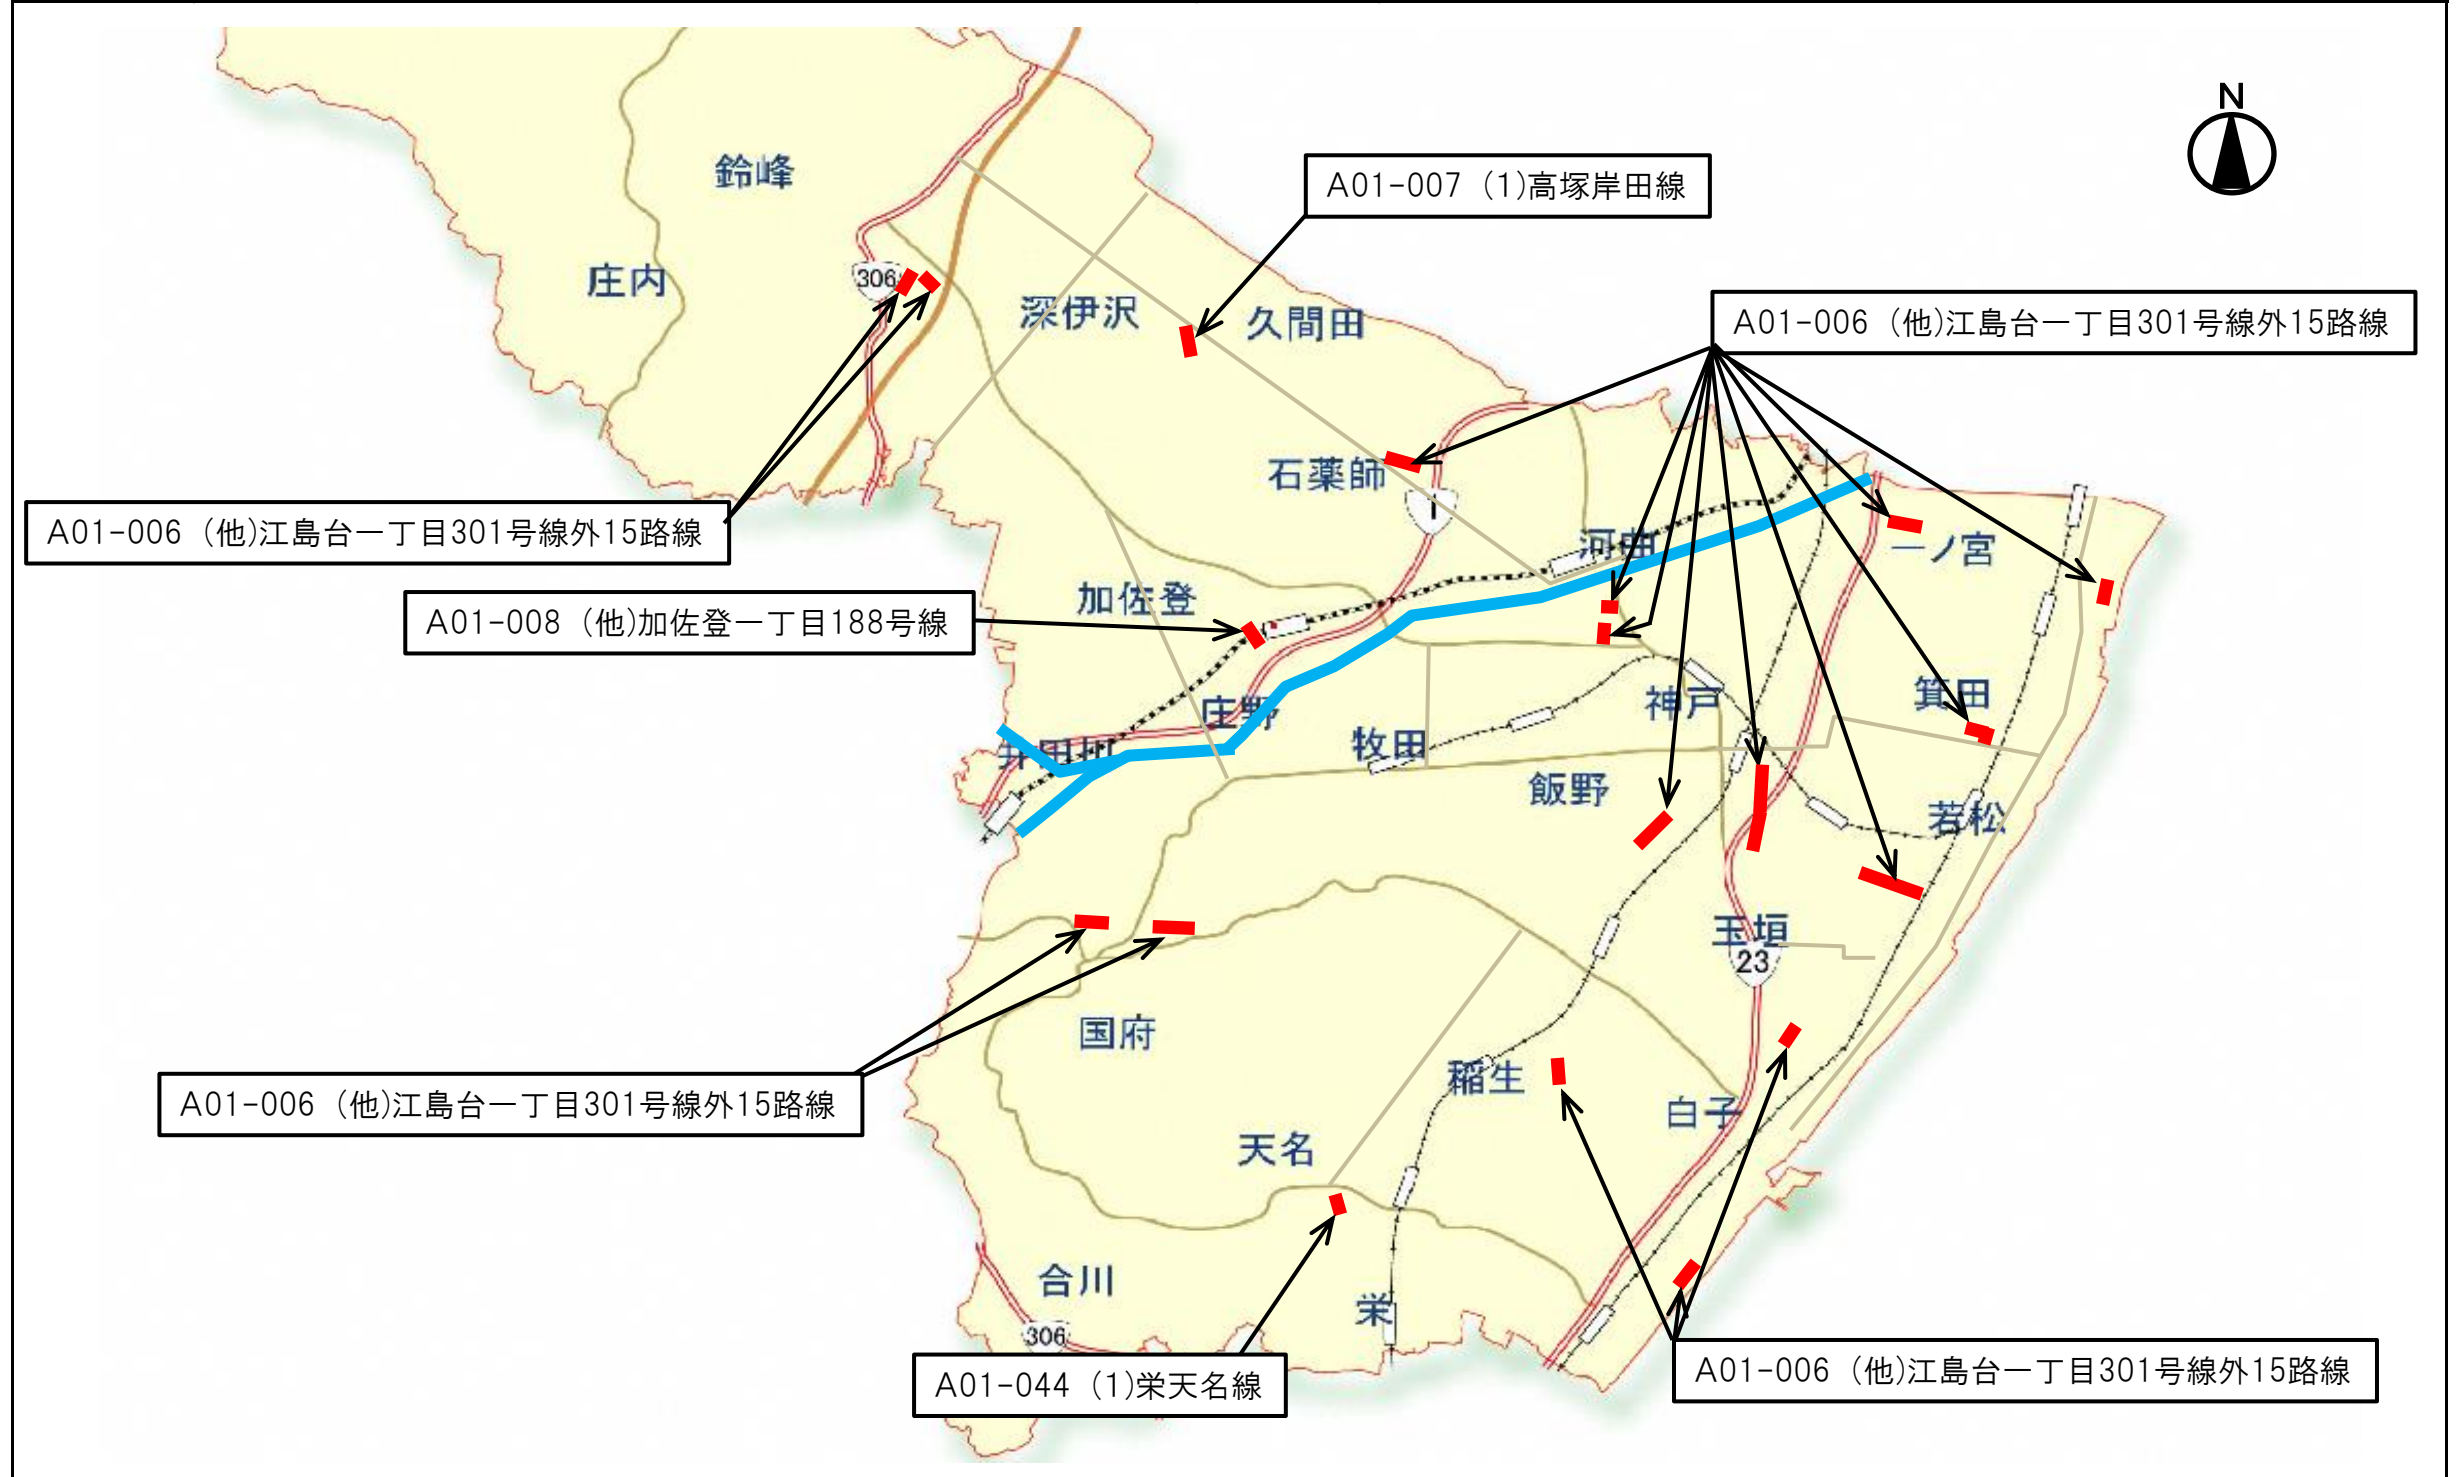 N
鈴峰
A01-007 (1)高塚岸田線
庄内
306
深伊沢
久間田
A01-006 (他)江島台一丁目301号線外15路線
石薬師
1
A01-006 (他)江島台一丁目301号線外15路線
河曲
一ノ宮
加佐登
A01-008 (他)加佐登一丁目188号線
庄野
神戸
箕田
井田川
牧田
飯野
若松
玉垣
23
国府
稲生
A01-006 (他)江島台一丁目301号線外15路線
白子
天名
合川
栄
306
A01-044 (1)栄天名線
A01-006 (他)江島台一丁目301号線外15路線